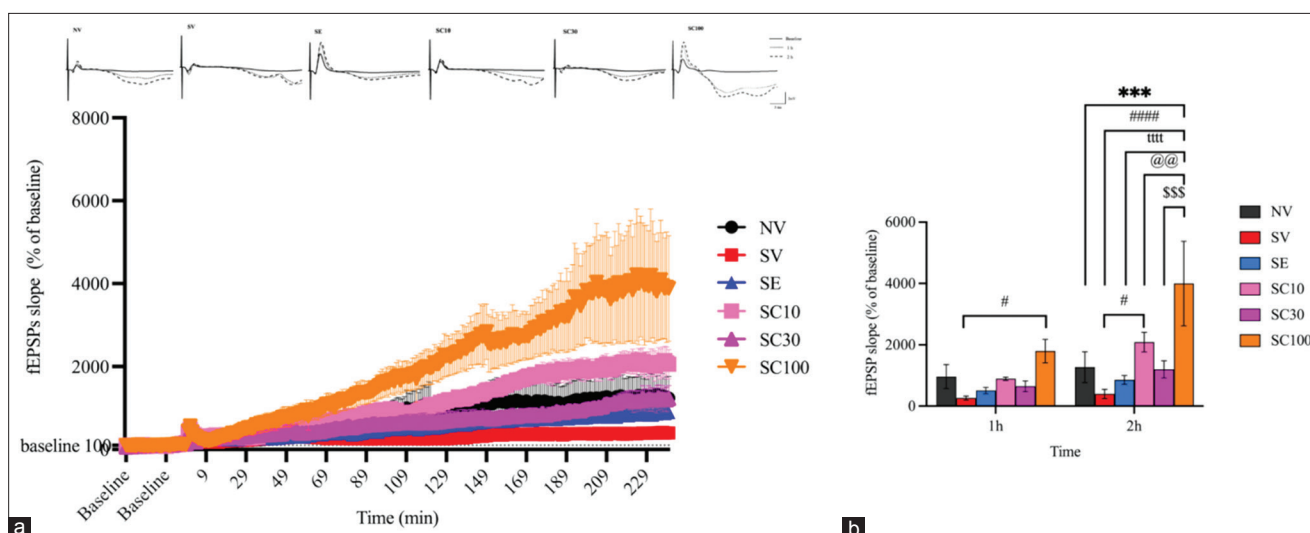 NV SV SE SC10 SC30 SC100
Baseline
1 h
2 h
8000
6000
4000
2000
0
baseline 100
fEPSPs slope (% of baseline)
Baseline Baseline 9 29 49 69 89 109 129 149 169 189 209 229
Time (min)
NV
SV
SE
SC10
SC30
SC100
a
***
####
tttt
@@
$$$
#
#
6000
4000
2000
0
fEPSP slope (% of baseline)
1h 2h
Time
NV
SV
SE
SC10
SC30
SC100
b